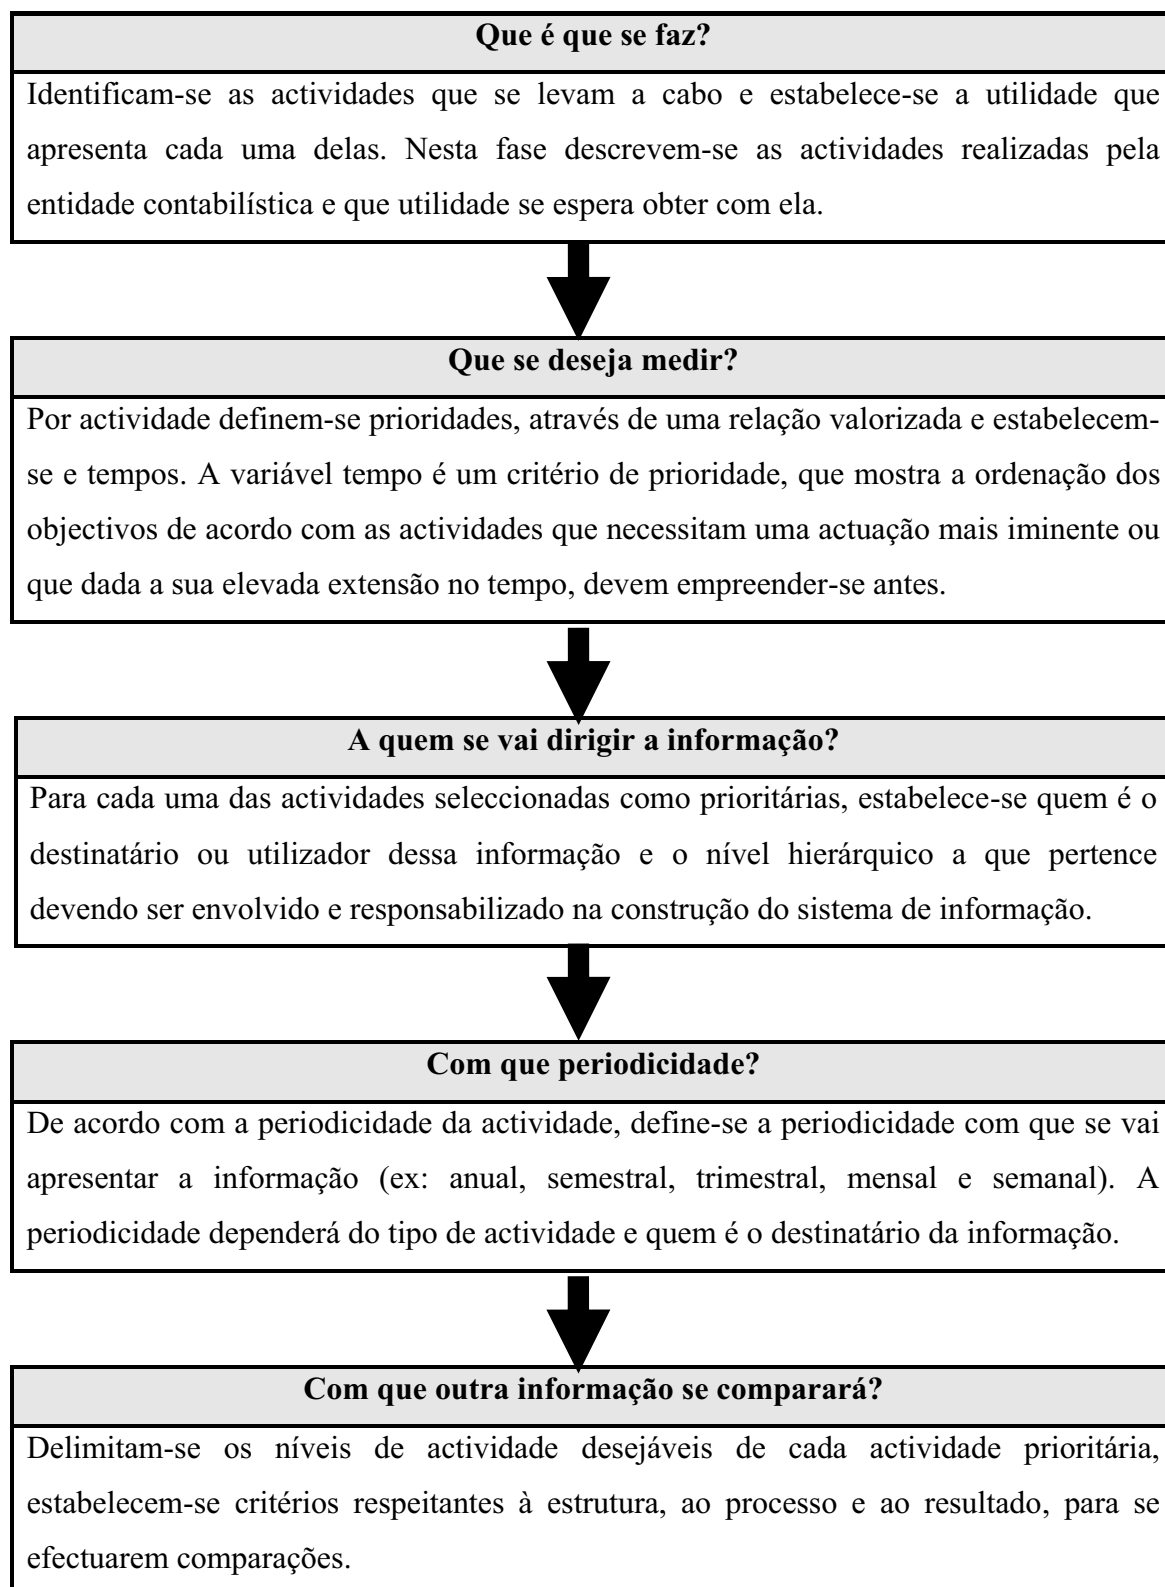 Que é que se faz?
Identificam-se as actividades que se levam a cabo e estabelece-se a utilidade que
apresenta cada uma delas. Nesta fase descrevem-se as actividades realizadas pela
entidade contabilística e que utilidade se espera obter com ela.
Que se deseja medir?
Por actividade definem-se prioridades, através de uma relação valorizada e estabelecem-
se e tempos. A variável tempo é um critério de prioridade, que mostra a ordenação dos
objectivos de acordo com as actividades que necessitam uma actuação mais iminente ou
que dada a sua elevada extensão no tempo, devem empreender-se antes.
A quem se vai dirigir a informação?
Para cada uma das actividades seleccionadas como prioritárias, estabelece-se quem é o
destinatário ou utilizador dessa informação e o nível hierárquico a que pertence
devendo ser envolvido e responsabilizado na construção do sistema de informação.
Com que periodicidade?
De acordo com a periodicidade da actividade, define-se a periodicidade com que se vai
apresentar a informação (ex: anual, semestral, trimestral, mensal e semanal). A
periodicidade dependerá do tipo de actividade e quem é o destinatário da informação.
Com que outra informação se comparará?
Delimitam-se os níveis de actividade desejáveis de cada actividade prioritária,
estabelecem-se critérios respeitantes à estrutura, ao processo e ao resultado, para se
efectuarem comparações.